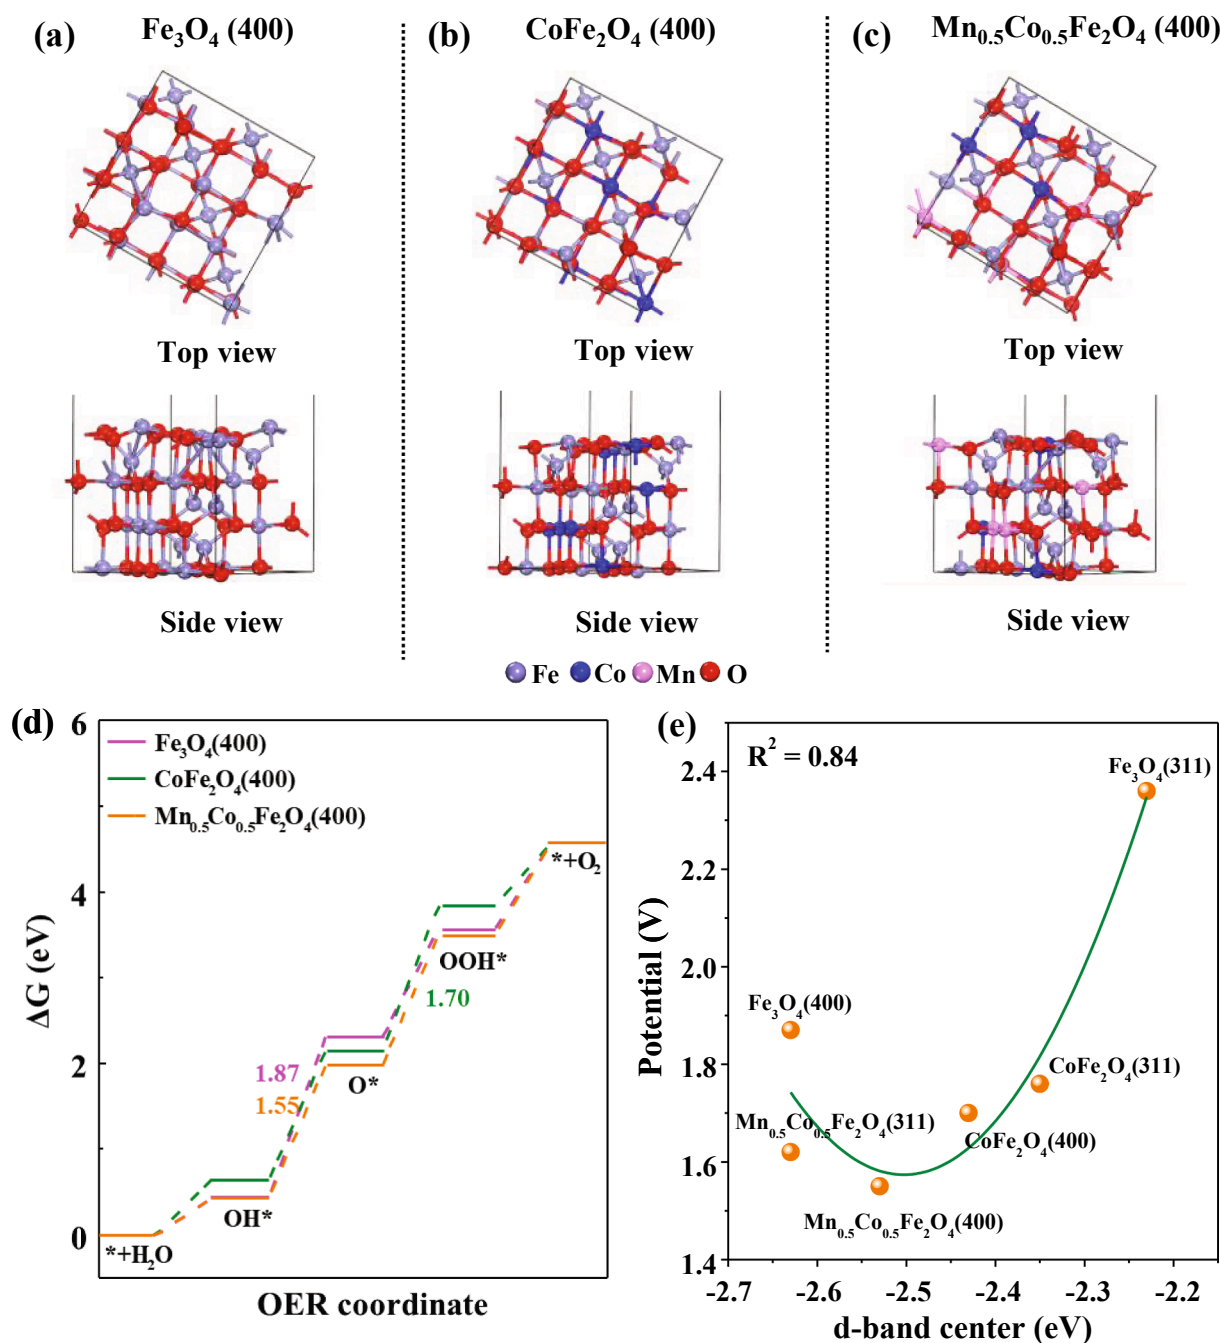 (a) Fe₃O₄ (400)
(b) CoFe₂O₄ (400)
(c) Mn₀.₅Co₀.₅Fe₂O₄ (400)
Top view
Top view
Top view
Side view
Side view
Side view
Fe Co Mn O
(d)
6
4
2
0
ΔG (eV)
Fe₃O₄(400)
CoFe₂O₄(400)
Mn₀.₅Co₀.₅Fe₂O₄(400)
*+O₂
OOH*
1.70
1.87
O*
1.55
OH*
*+H₂O
OER coordinate
(e)
R² = 0.84
2.4
2.2
2.0
1.8
1.6
1.4
Potential (V)
Fe₃O₄(311)
Fe₃O₄(400)
CoFe₂O₄(311)
Mn₀.₅Co₀.₅Fe₂O₄(311)
CoFe₂O₄(400)
Mn₀.₅Co₀.₅Fe₂O₄(400)
-2.7 -2.6 -2.5 -2.4 -2.3 -2.2
d-band center (eV)